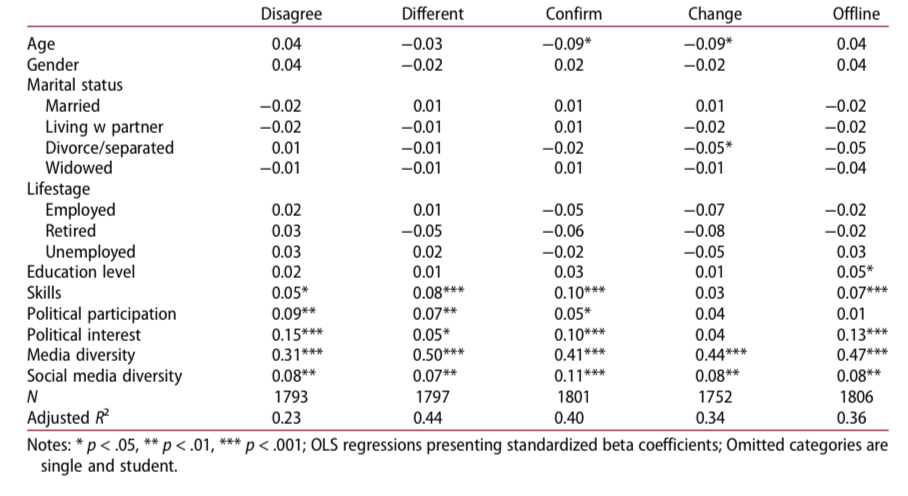 Disagree Different Confirm Change Offline
Age 0.04 −0.03 −0.09* −0.09* 0.04
Gender 0.04 −0.02 0.02 −0.02 0.04
Marital status
Married −0.02 0.01 0.01 0.01 −0.02
Living w partner −0.02 −0.01 0.01 −0.02 −0.02
Divorce/separated 0.01 −0.01 −0.02 −0.05* −0.05
Widowed −0.01 −0.01 0.01 −0.01 −0.04
Lifestage
Employed 0.02 0.01 −0.05 −0.07 −0.02
Retired 0.03 −0.05 −0.06 −0.08 −0.02
Unemployed 0.03 0.02 −0.02 −0.05 0.03
Education level 0.02 0.01 0.03 0.01 0.05*
Skills 0.05* 0.08*** 0.10*** 0.03 0.07***
Political participation 0.09** 0.07** 0.05* 0.04 0.01
Political interest 0.15*** 0.05* 0.10*** 0.04 0.13***
Media diversity 0.31*** 0.50*** 0.41*** 0.44*** 0.47***
Social media diversity 0.08** 0.07** 0.11*** 0.08** 0.08**
N 1793 1797 1801 1752 1806
Adjusted R² 0.23 0.44 0.40 0.34 0.36
Notes: * p < .05, ** p < .01, *** p < .001; OLS regressions presenting standardized beta coefficients; Omitted categories are
single and student.